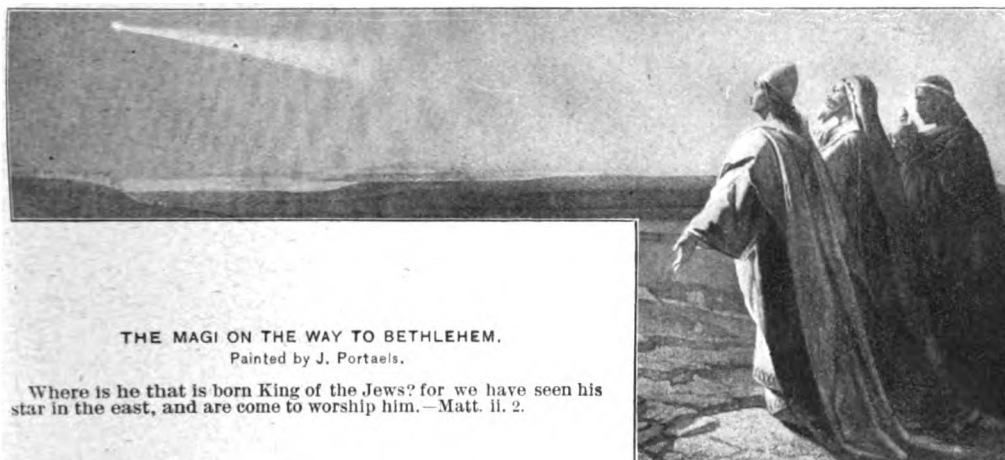 THE MAGI ON THE WAY TO BETHLEHEM.
Painted by J. Portaels.
Where is he that is born King of the Jews? for we have seen his
star in the east, and are come to worship him.—Matt. ii. 2.